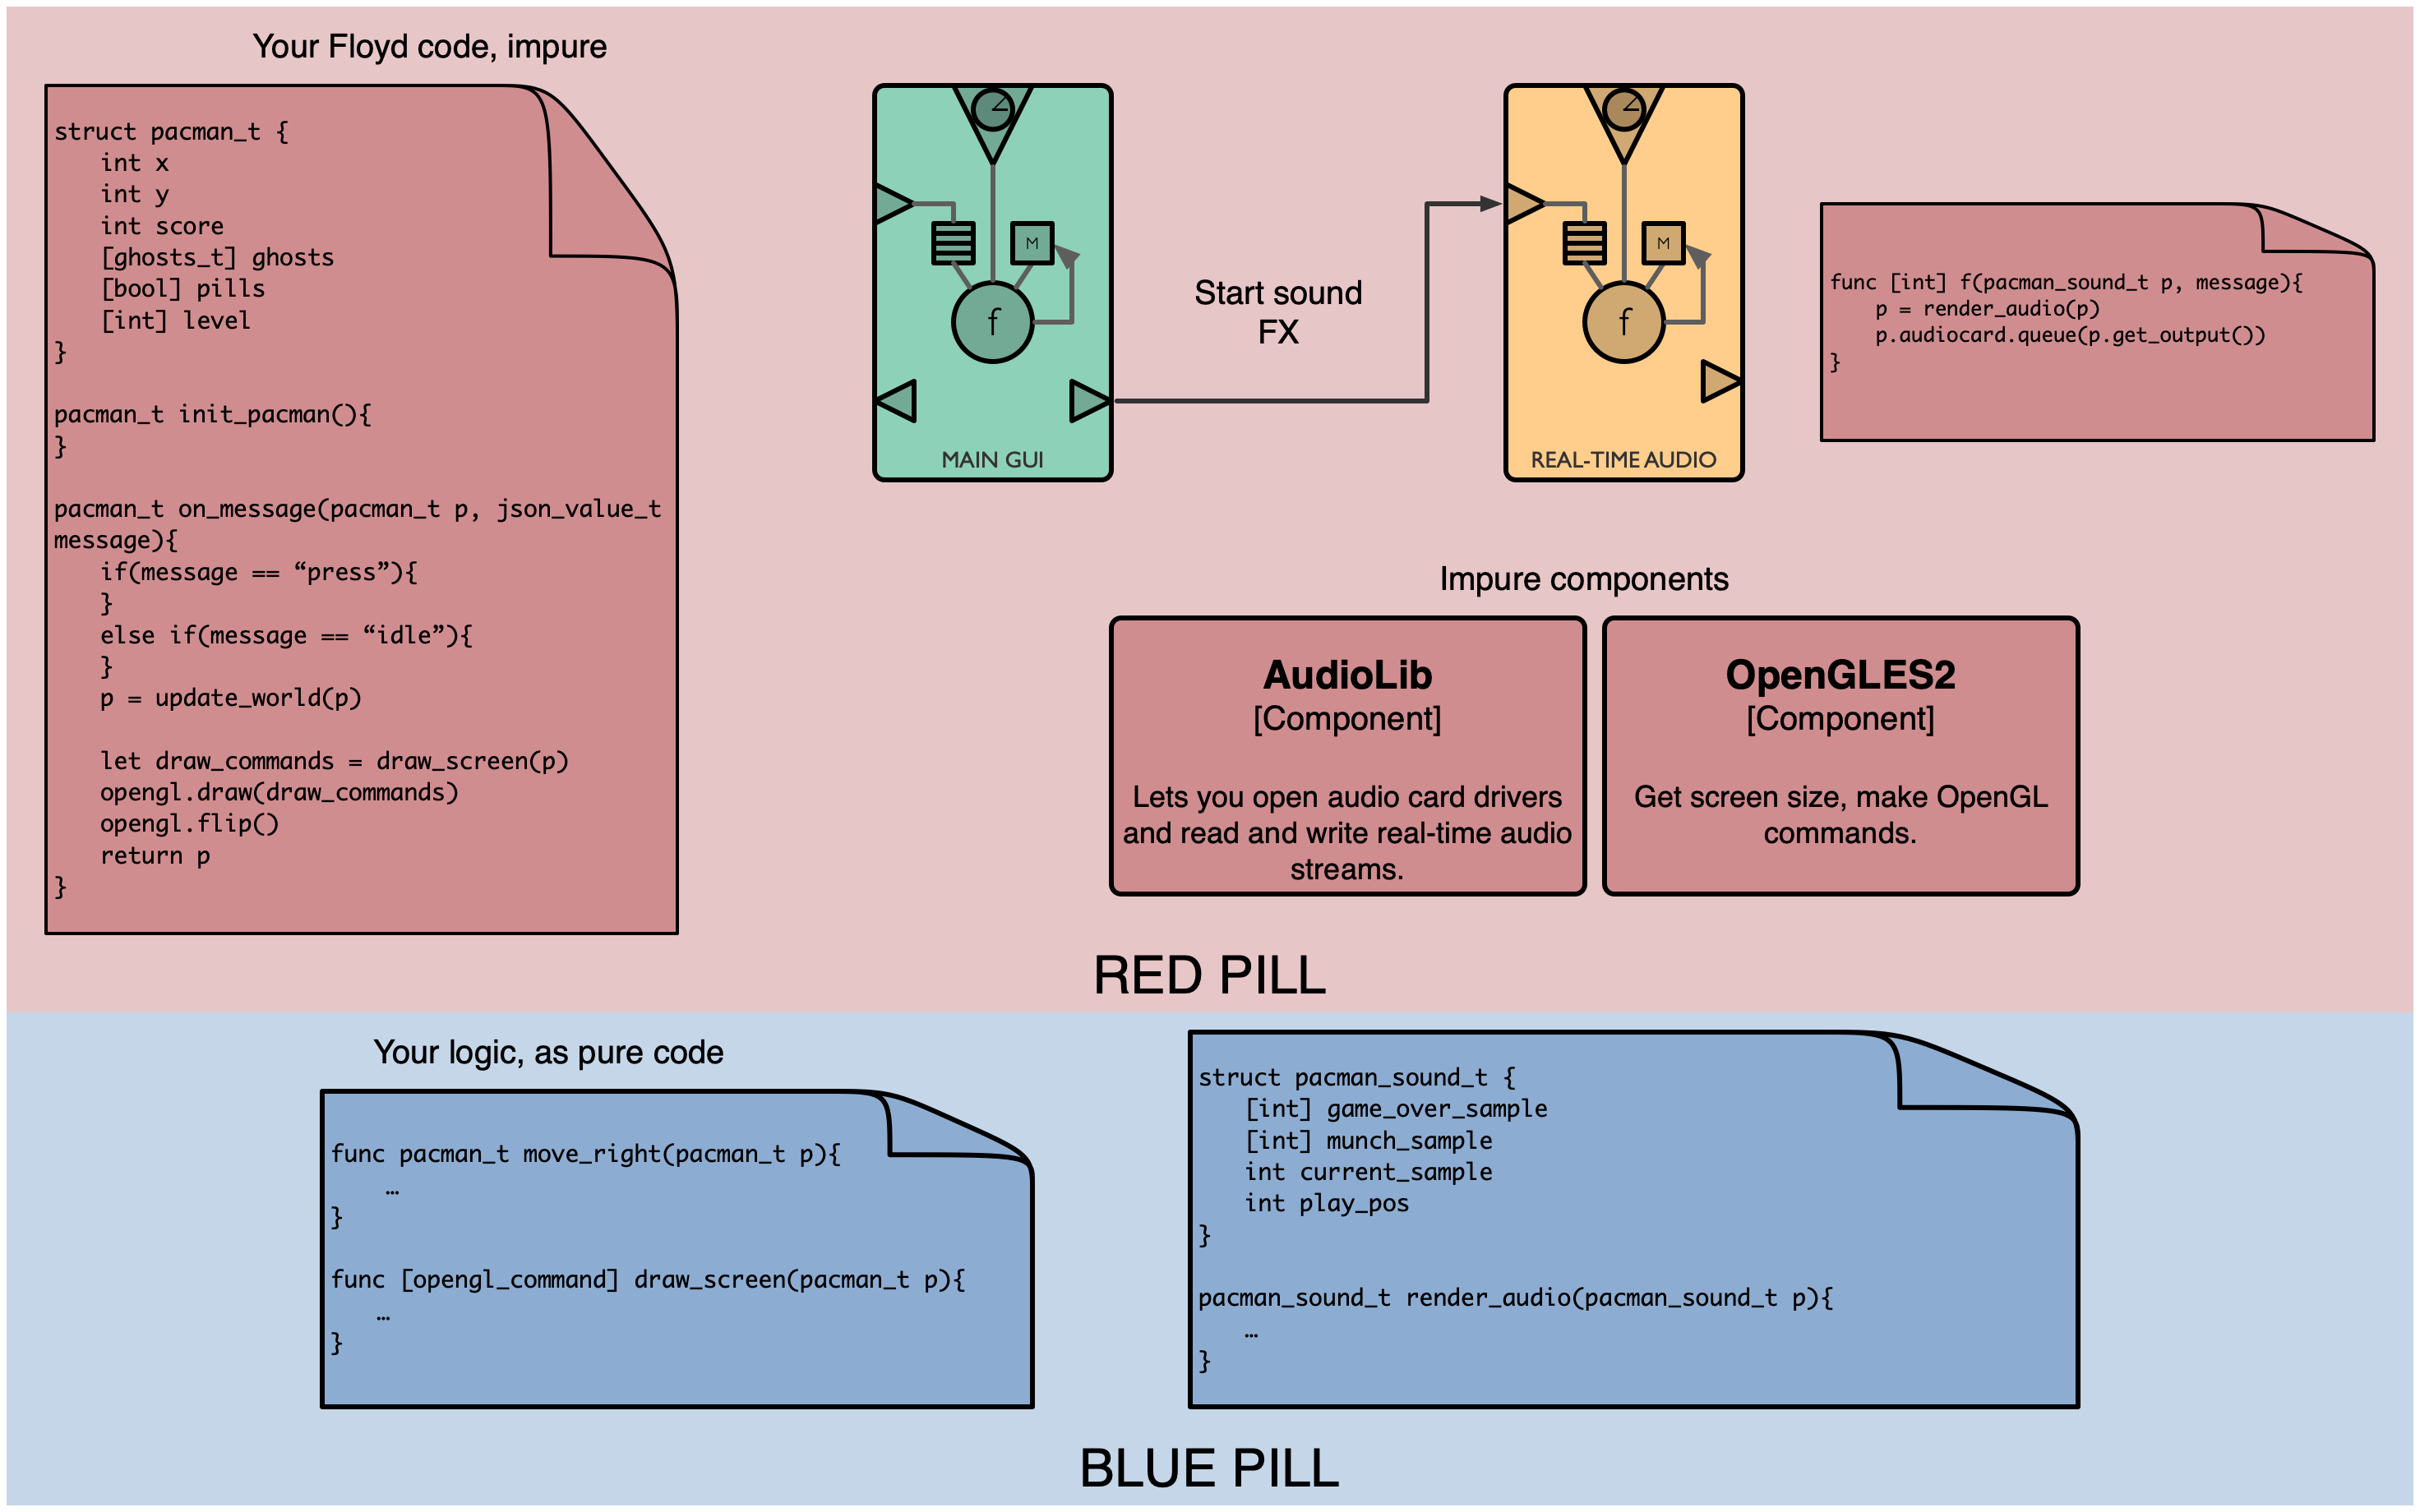 Your Floyd code, impure
struct pacman_t {
int x
int y
int score
[ghosts_t] ghosts
[bool] pills
[int] level
}
pacman_t init_pacman(){
}
pacman_t on_message(pacman_t p, json_value_t
message){
if(message == “press”){
}
else if(message == “idle”){
}
p = update_world(p)
let draw_commands = draw_screen(p)
opengl.draw(draw_commands)
opengl.flip()
return p
}
M
f
MAIN GUI
Start sound
FX
M
f
REAL-TIME AUDIO
func [int] f(pacman_sound_t p, message){
p = render_audio(p)
p.audiocard.queue(p.get_output())
}
Impure components
AudioLib
[Component]
Lets you open audio card drivers
and read and write real-time audio
streams.
OpenGLES2
[Component]
Get screen size, make OpenGL
commands.
RED PILL
Your logic, as pure code
func pacman_t move_right(pacman_t p){
…
}
func [opengl_command] draw_screen(pacman_t p){
…
}
struct pacman_sound_t {
[int] game_over_sample
[int] munch_sample
int current_sample
int play_pos
}
pacman_sound_t render_audio(pacman_sound_t p){
…
}
BLUE PILL